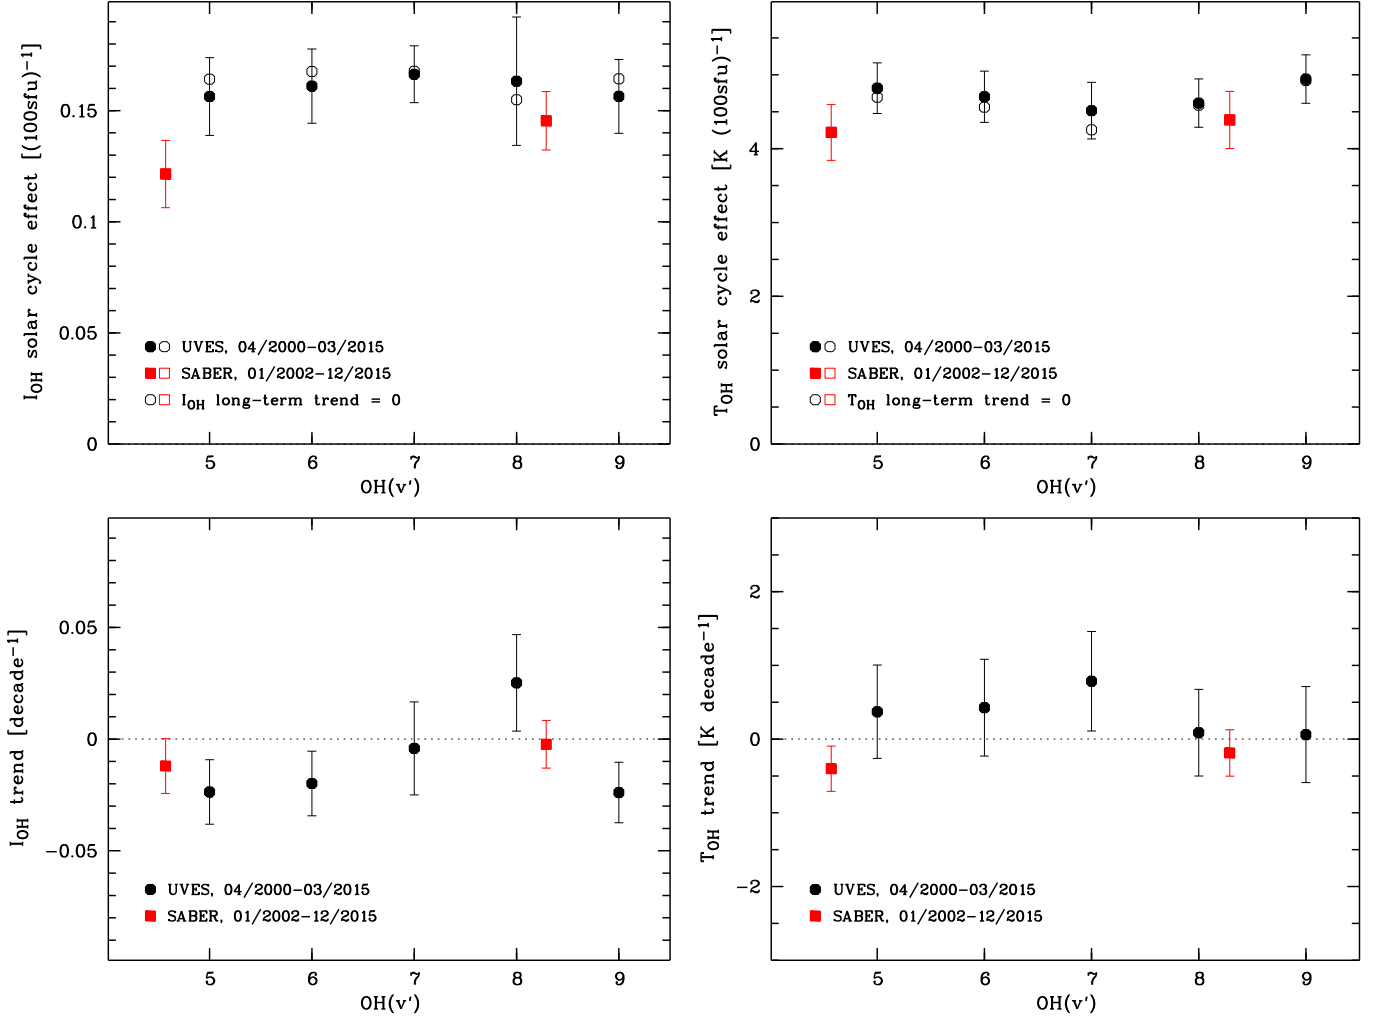 I_OH solar cycle effect [(100sfu)⁻¹]
0.15
0.1
0.05
0
UVES, 04/2000−03/2015
SABER, 01/2002−12/2015
I_OH long−term trend = 0
5 6 7 8 9
OH(v')
T_OH solar cycle effect [K (100sfu)⁻¹]
4
2
0
UVES, 04/2000−03/2015
SABER, 01/2002−12/2015
T_OH long−term trend = 0
5 6 7 8 9
OH(v')
I_OH trend [decade⁻¹]
0.05
0
−0.05
UVES, 04/2000−03/2015
SABER, 01/2002−12/2015
5 6 7 8 9
OH(v')
T_OH trend [K decade⁻¹]
2
0
−2
UVES, 04/2000−03/2015
SABER, 01/2002−12/2015
5 6 7 8 9
OH(v')